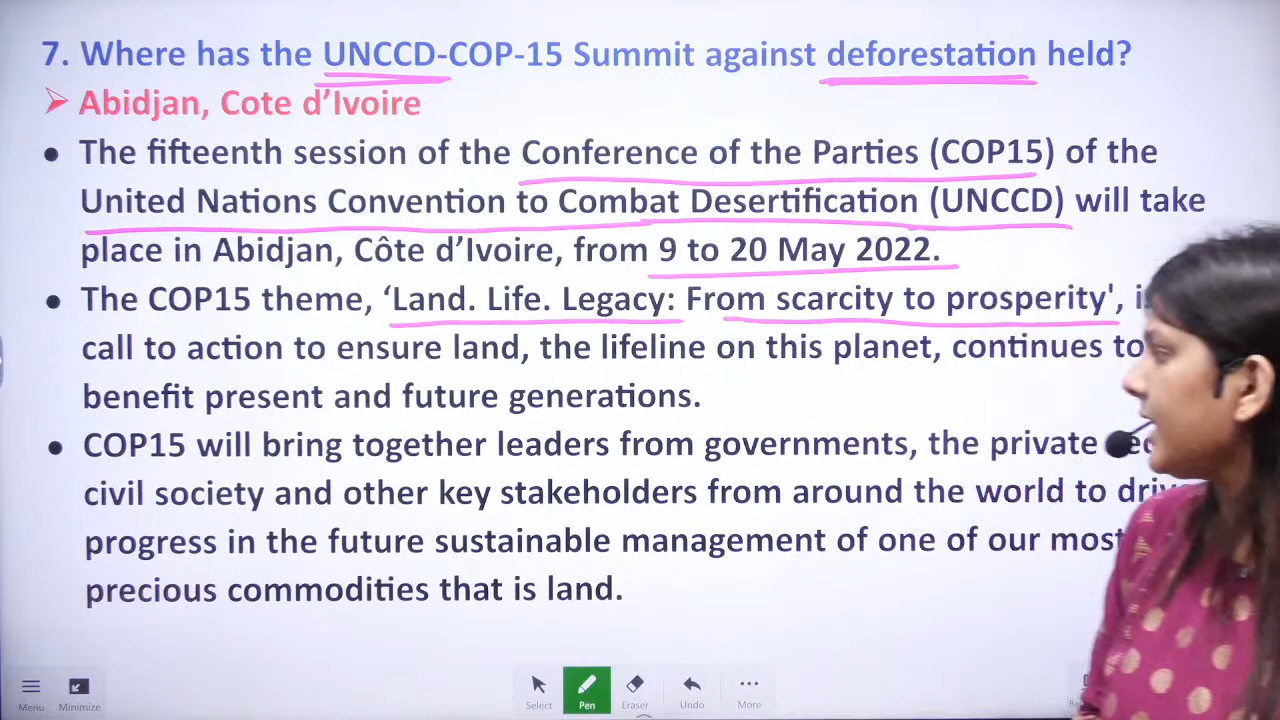 7. Where has the UNCCD-COP-15 Summit against deforestation held?
➢ Abidjan, Cote d'Ivoire
• The fifteenth session of the Conference of the Parties (COP15) of the
United Nations Convention to Combat Desertification (UNCCD) will take
place in Abidjan, Côte d'Ivoire, from 9 to 20 May 2022.
• The COP15 theme, 'Land. Life. Legacy: From scarcity to prosperity',
call to action to ensure land, the lifeline on this planet, continues to
benefit present and future generations.
• COP15 will bring together leaders from governments, the private
civil society and other key stakeholders from around the world to
progress in the future sustainable management of one of our most
precious commodities that is land.
Menu Minimize Select Pen Eraser Undo More